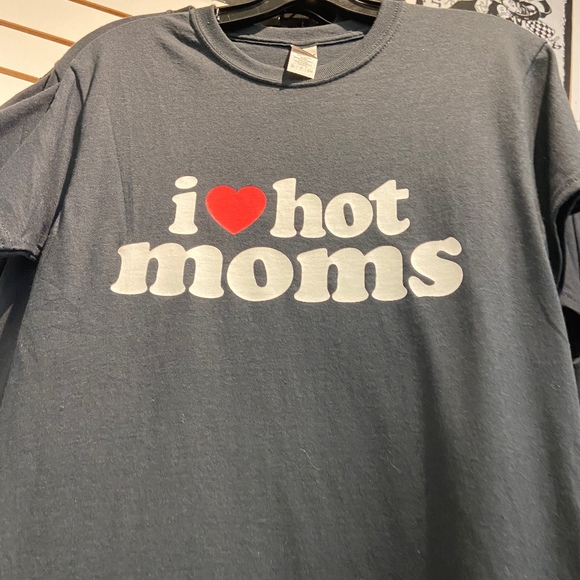 i ❤ hot
moms